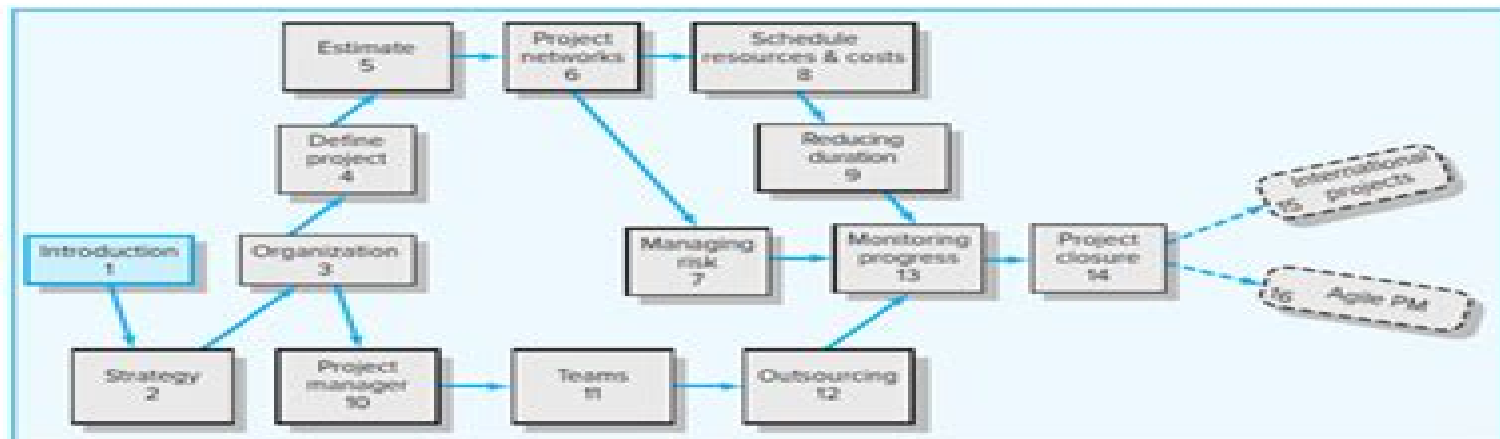 Estimate
5
Project
networks
6
Schedule
resources & costs
8
Define
project
4
Reducing
duration
9
International
15 projects
Introduction
1
Organization
3
Managing
risk
7
Monitoring
progress
13
Project
closure
14
16 Agile PM
Strategy
2
Project
manager
10
Teams
11
Outsourcing
12